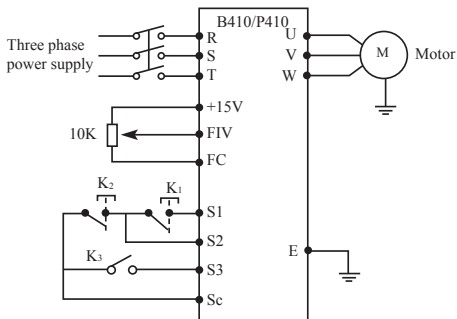 B410/P410
Three phase
power supply
R
S
T
U
V
W
M
Motor
+15V
10K
FIV
FC
K2
K1
S1
S2
E
K3
S3
Sc